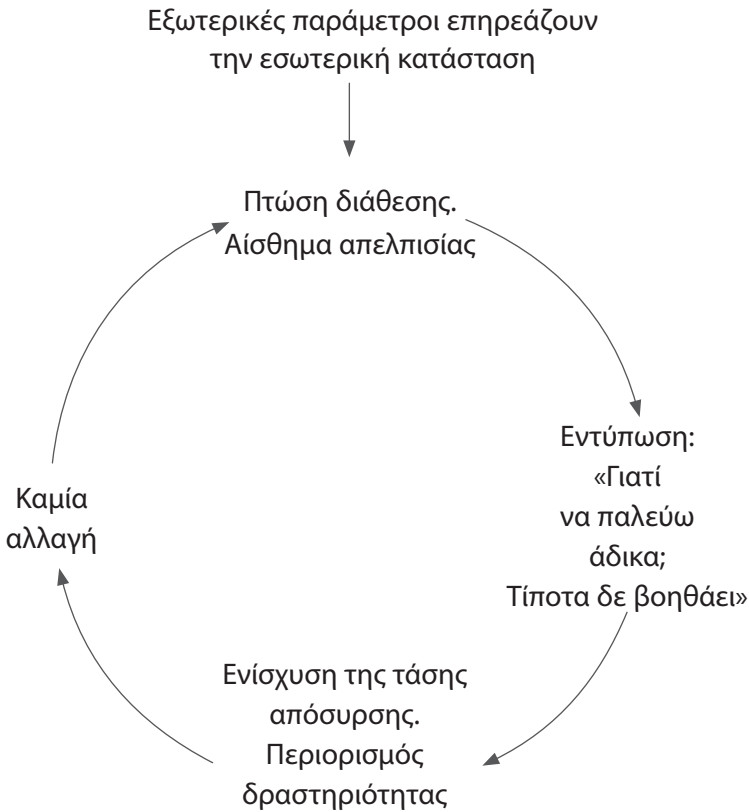 Εξωτερικές παράμετροι επηρεάζουν
την εσωτερική κατάσταση
Πτώση διάθεσης.
Αίσθημα απελπισίας
Εντύπωση:
«Γιατί
να παλεύω
άδικα;
Τίποτα δε βοηθάει»
Ενίσχυση της τάσης
απόσυρσης.
Περιορισμός
δραστηριότητας
Καμία
αλλαγή